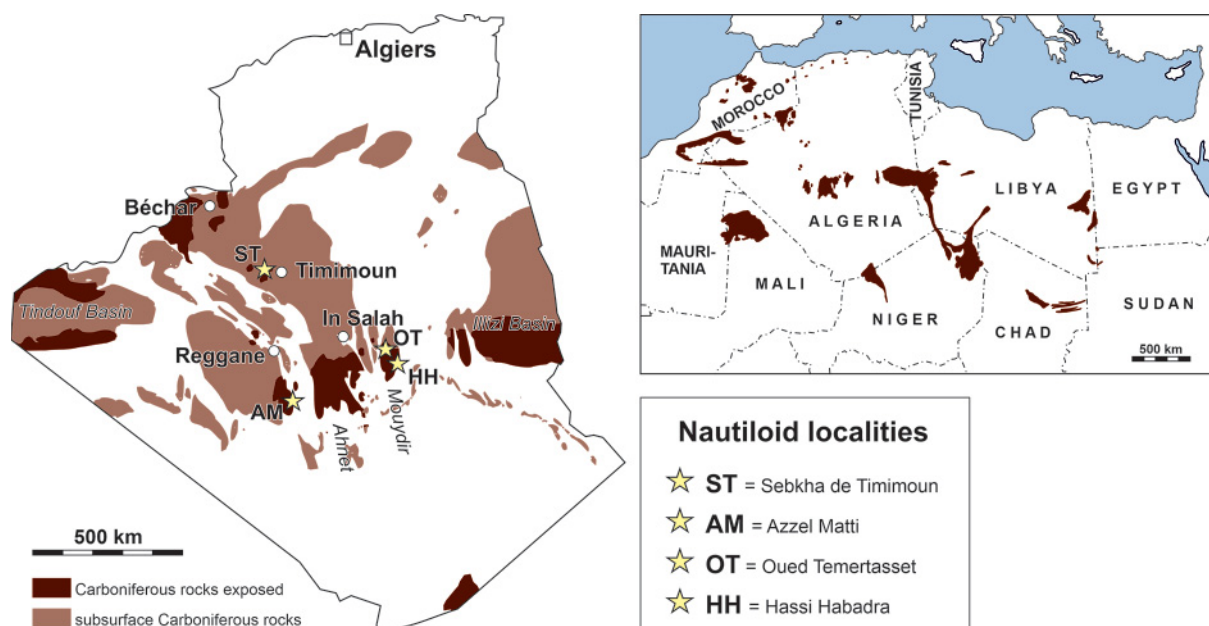 Algiers
Béchar
ST
Timimoun
Tindouf Basin
In Salah
Illizi Basin
OT
Reggane
HH
AM
Mouydir
Ahnet
500 km
Carboniferous rocks exposed
subsurface Carboniferous rocks
MOROCCO
TUNISIA
LIBYA
EGYPT
ALGERIA
MAURI-
TANIA
MALI
NIGER
CHAD
SUDAN
500 km
Nautiloid localities
ST = Sebkha de Timimoun
AM = Azzel Matti
OT = Oued Temertasset
HH = Hassi Habadra